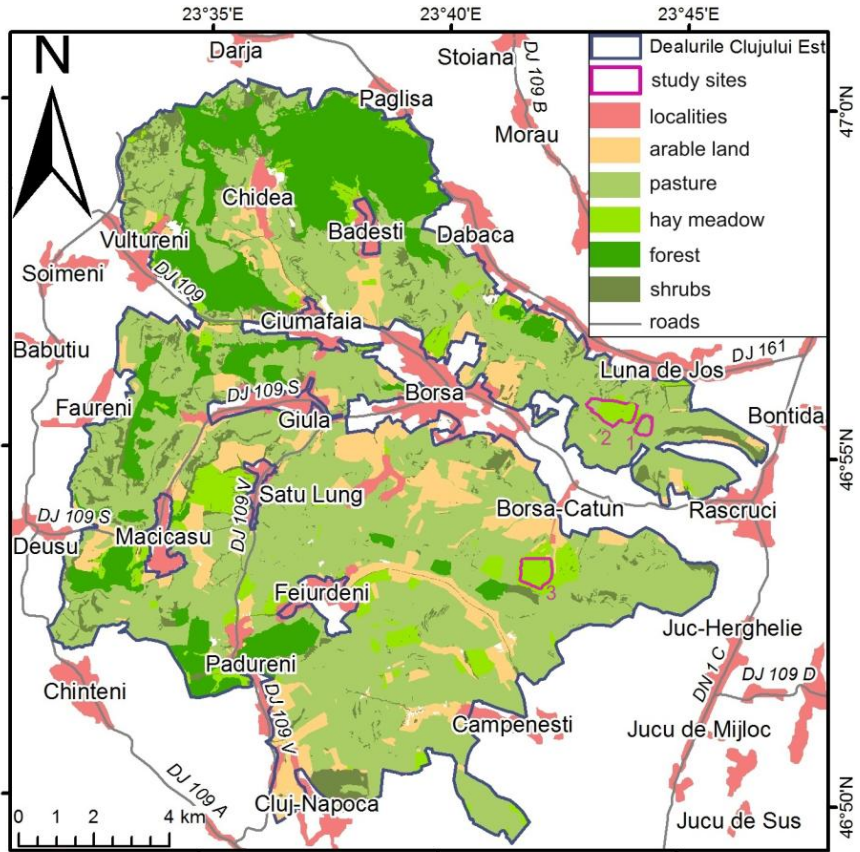 23°35'E
23°40'E
23°45'E
N
Darja
Stoiana
DJ 109 B
Dealurile Clujului Est
study sites
localities
arable land
pasture
hay meadow
forest
shrubs
roads
47°0'N
Paglisa
Morau
Chidea
Badesti
Dabaca
Vultureni
Soimeni
DJ 109
Ciumafaia
Babutiu
DJ 161
Luna de Jos
DJ 109 S
Faureni
Borsa
Giula
Bontida
2
1
46°55'N
Satu Lung
DJ 109 V
Borsa-Catun
Rascruci
DJ 109 S
Deusu
Macicasu
Feiurdeni
3
Juc-Herghelie
Padureni
DN 1 C
DJ 109 D
Chinteni
DJ 109 V
Campenesti
Jucu de Mijloc
DJ 109 A
Cluj-Napoca
46°50'N
Jucu de Sus
0 1 2 4 km